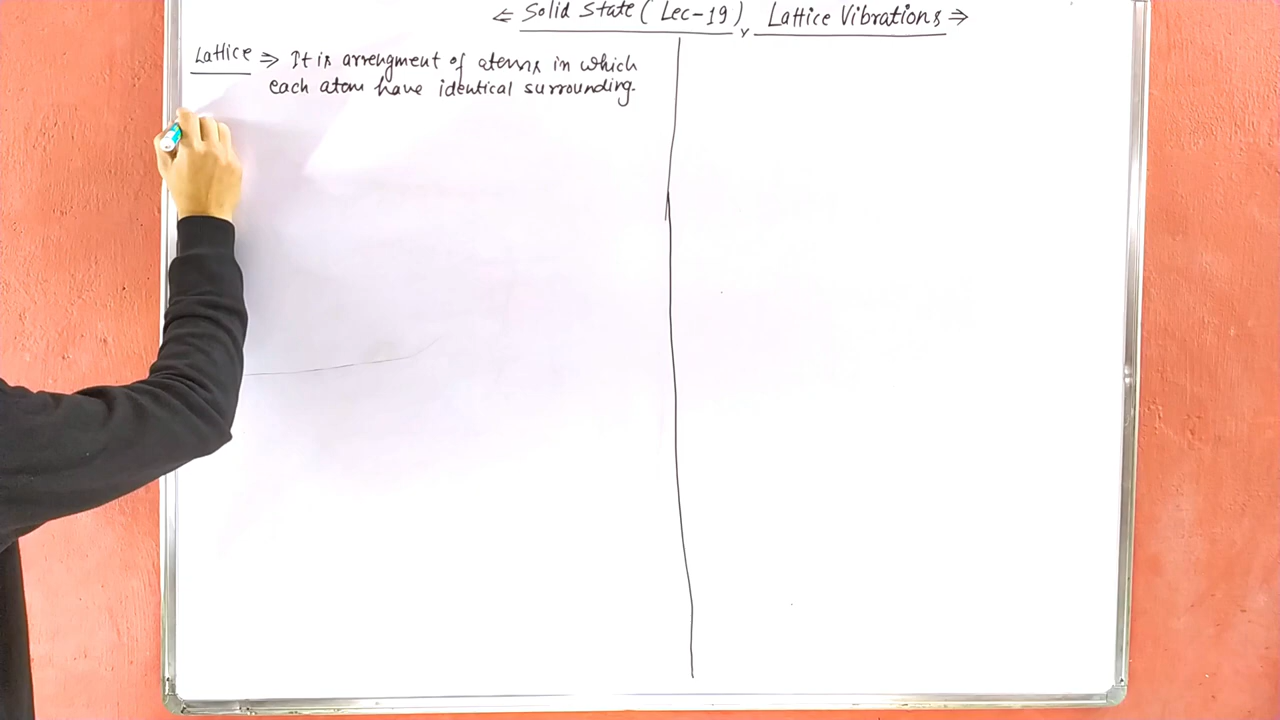 ⇐ Solid State ( Lec-19), Lattice Vibrations ⇒
Lattice ⇒ It is arrengment of atoms in which
each atom have identical surrounding.